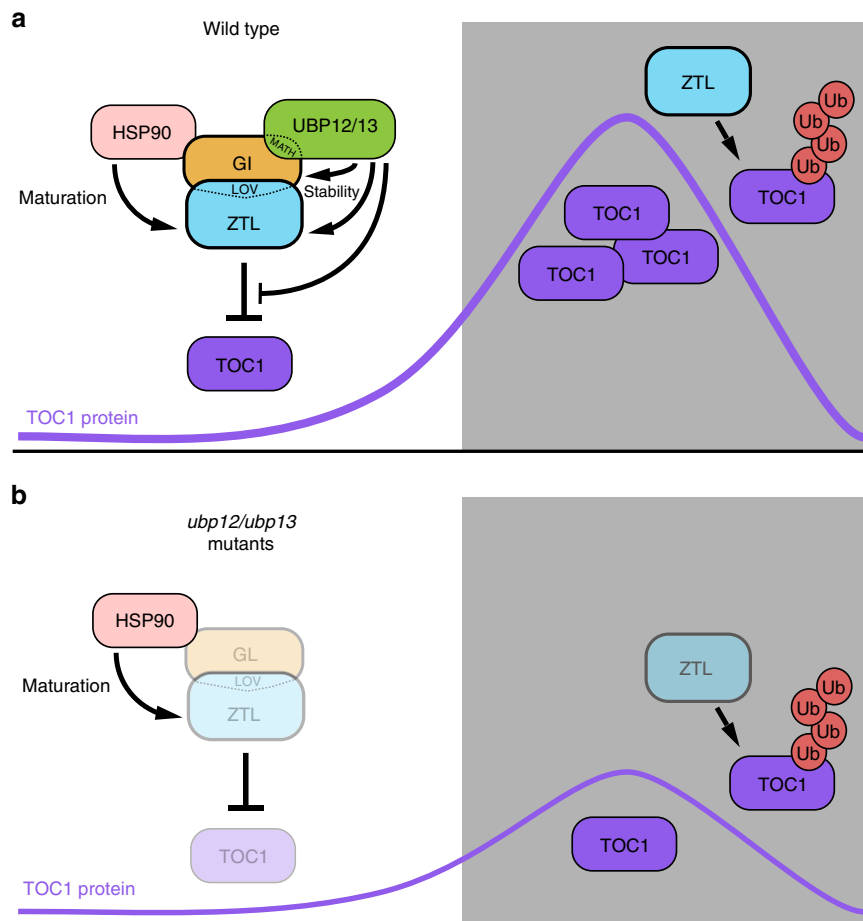 a
Wild type
HSP90
UBP12/13
MATH
GI
LOV
Stability
Maturation
ZTL
TOC1
TOC1 protein
ZTL
Ub
Ub
Ub
Ub
TOC1
TOC1
TOC1
TOC1
b
ubp12/ubp13
mutants
HSP90
GL
LOV
Maturation
ZTL
TOC1
TOC1 protein
ZTL
Ub
Ub
Ub
Ub
TOC1
TOC1